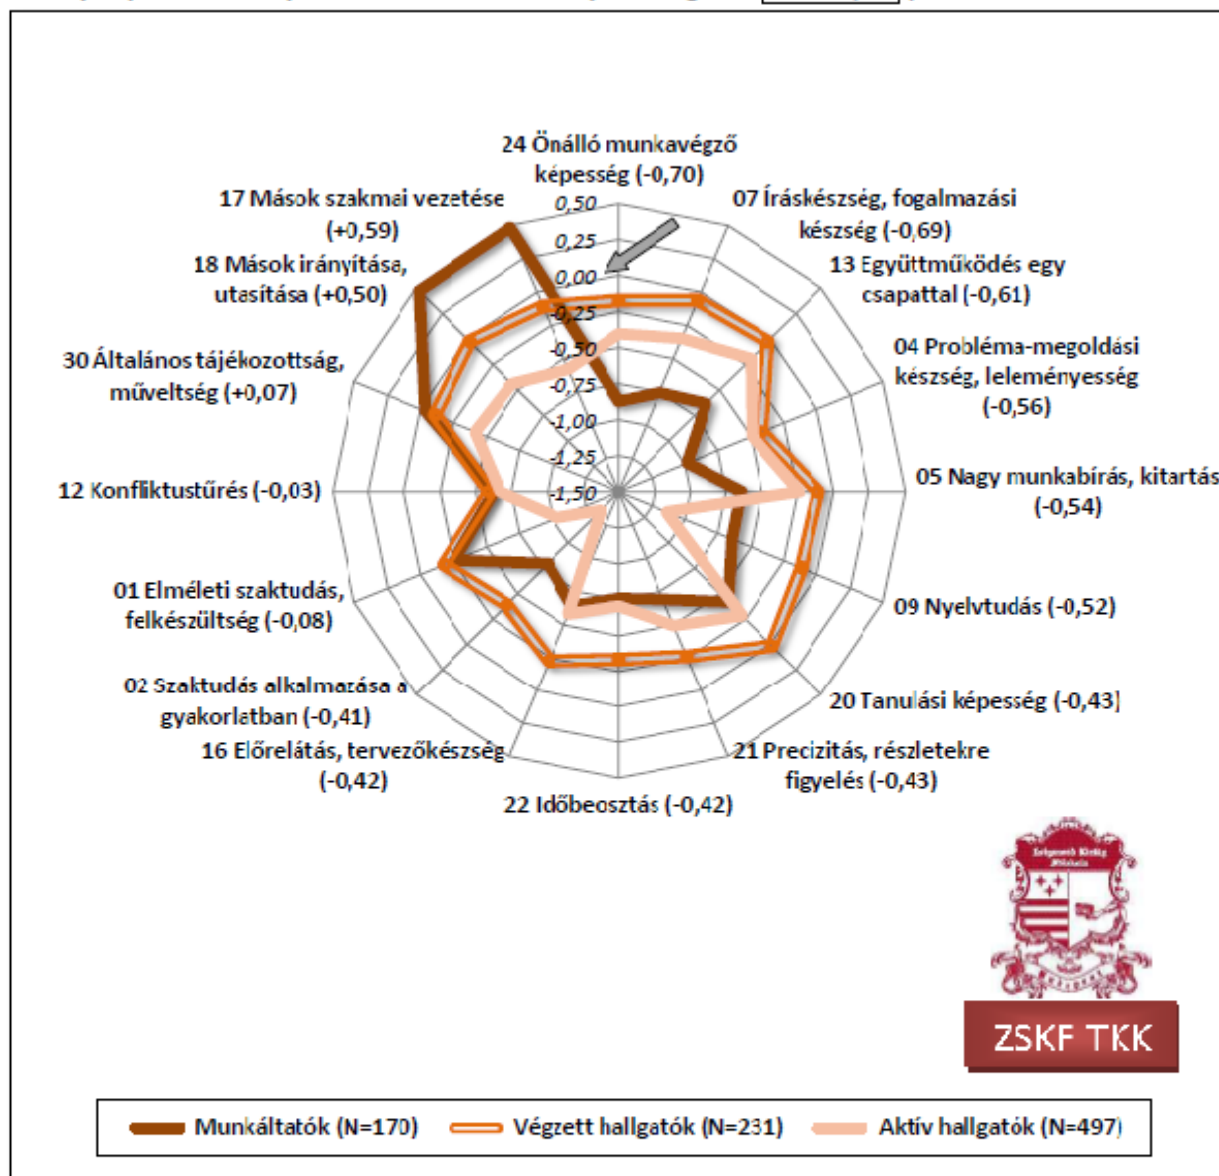 24 Önálló munkavégző
képesség (-0,70)
07 Íráskészség, fogalmazási
készség (-0,69)
13 Együttműködés egy
csapattal (-0,61)
04 Probléma-megoldási
készség, leleményesség
(-0,56)
05 Nagy munkabírás, kitartás
(-0,54)
09 Nyelvtudás (-0,52)
20 Tanulási képesség (-0,43)
21 Precizitás, részletekre
figyelés (-0,43)
22 Időbeosztás (-0,42)
16 Előrelátás, tervezőkészség
(-0,42)
02 Szaktudás alkalmazása a
gyakorlatban (-0,41)
01 Elméleti szaktudás,
felkészültség (-0,08)
12 Konfliktustűrés (-0,03)
30 Általános tájékozottság,
műveltség (+0,07)
18 Mások irányítása,
utasítása (+0,50)
17 Mások szakmai vezetése
(+0,59)
0,50
0,25
0,00
-0,25
-0,50
-0,75
-1,00
-1,25
-1,50
Zsigmond Király
Főiskola
Budapest
ZSKF TKK
Munkáltatók (N=170)
Végzett hallgatók (N=231)
Aktív hallgatók (N=497)